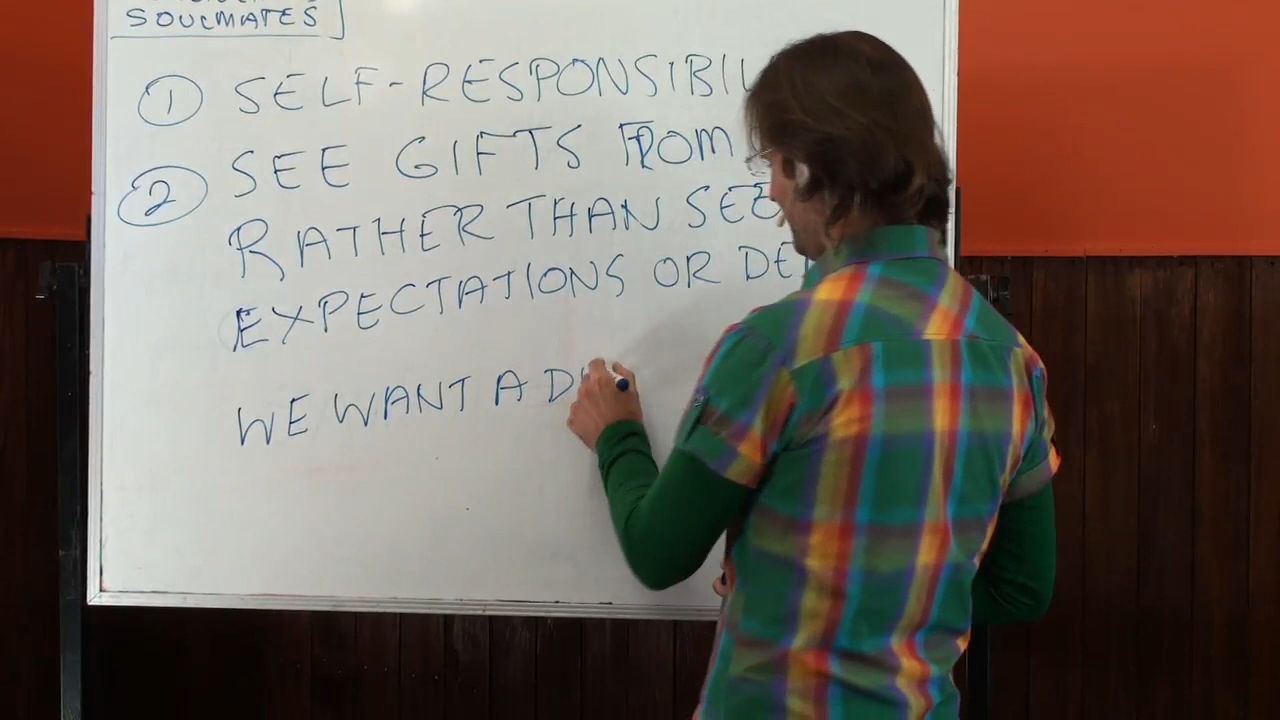 SOULMATES
① SELF-RESPONSIBIL
② SEE GIFTS FROM
RATHER THAN SEE
EXPECTATIONS OR DE
WE WANT A D